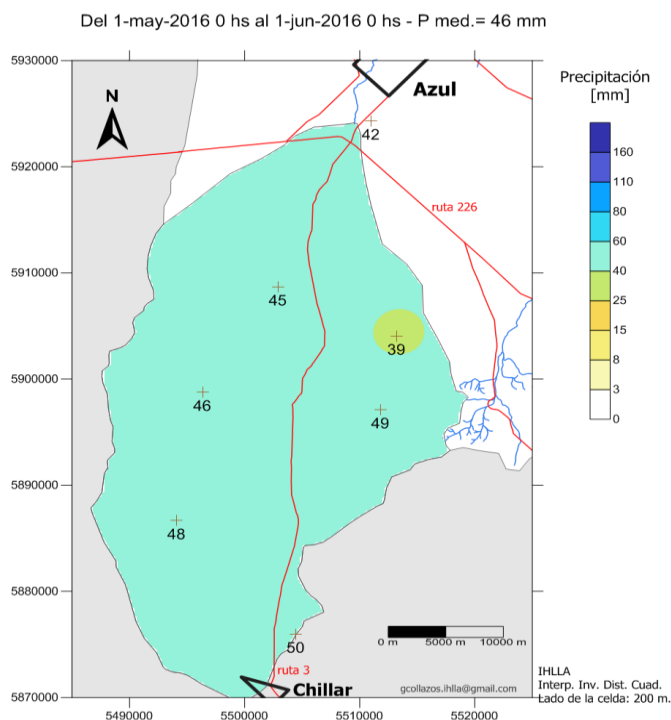 Del 1-may-2016 0 hs al 1-jun-2016 0 hs - P med.= 46 mm
5930000
5920000
5910000
5900000
5890000
5880000
5870000
N
Azul
42
ruta 226
45
39
46
49
48
50
0 m 5000 m 10000 m
ruta 3
Chillar
gcollazos.ihlla@gmail.com
5490000 5500000 5510000 5520000
Precipitación
[mm]
160
110
80
60
40
25
15
8
3
0
IHLLA
Interp. Inv. Dist. Cuad.
Lado de la celda: 200 m.